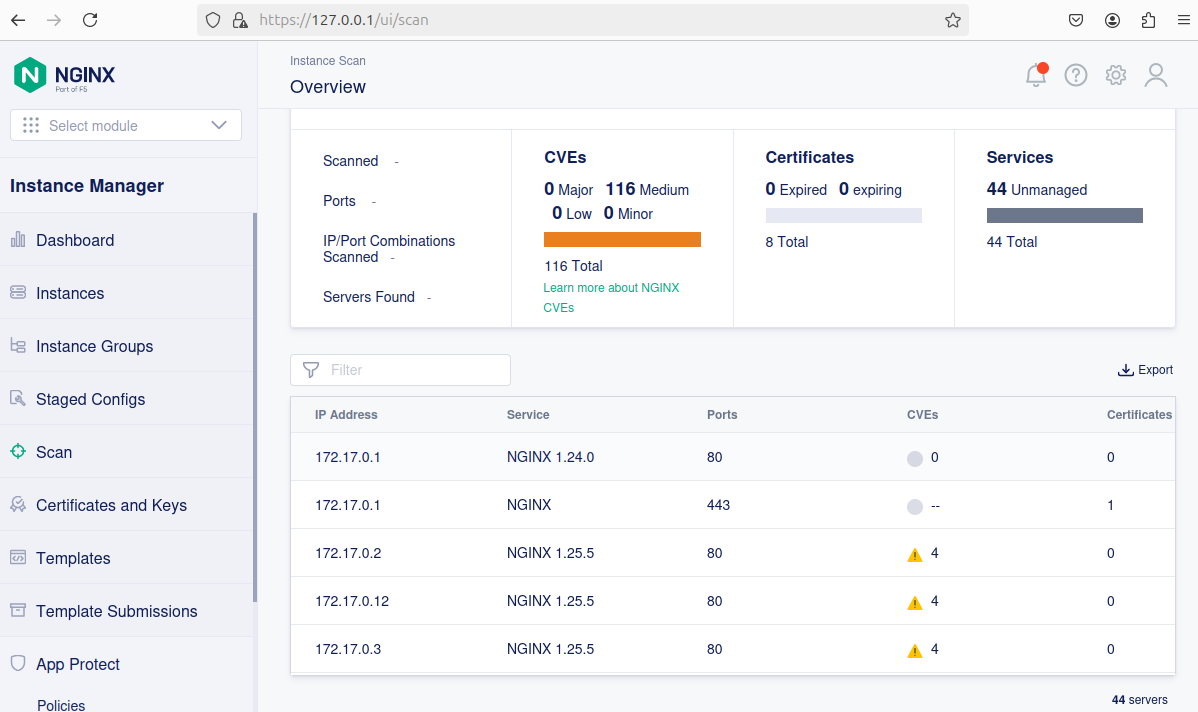 https://127.0.0.1/ui/scan
NGINX
Part of F5
Select module
Instance Manager
Dashboard
Instances
Instance Groups
Staged Configs
Scan
Certificates and Keys
Templates
Template Submissions
App Protect
Policies
Instance Scan
Overview
Scanned -
Ports -
IP/Port Combinations
Scanned -
Servers Found -
CVEs
0 Major 116 Medium
0 Low 0 Minor
116 Total
Learn more about NGINX
CVEs
Certificates
0 Expired 0 expiring
8 Total
Services
44 Unmanaged
44 Total
Filter
Export
IP Address Service Ports CVEs Certificates
172.17.0.1 NGINX 1.24.0 80 0 0
172.17.0.1 NGINX 443 -- 1
172.17.0.2 NGINX 1.25.5 80 4 0
172.17.0.12 NGINX 1.25.5 80 4 0
172.17.0.3 NGINX 1.25.5 80 4 0
44 servers